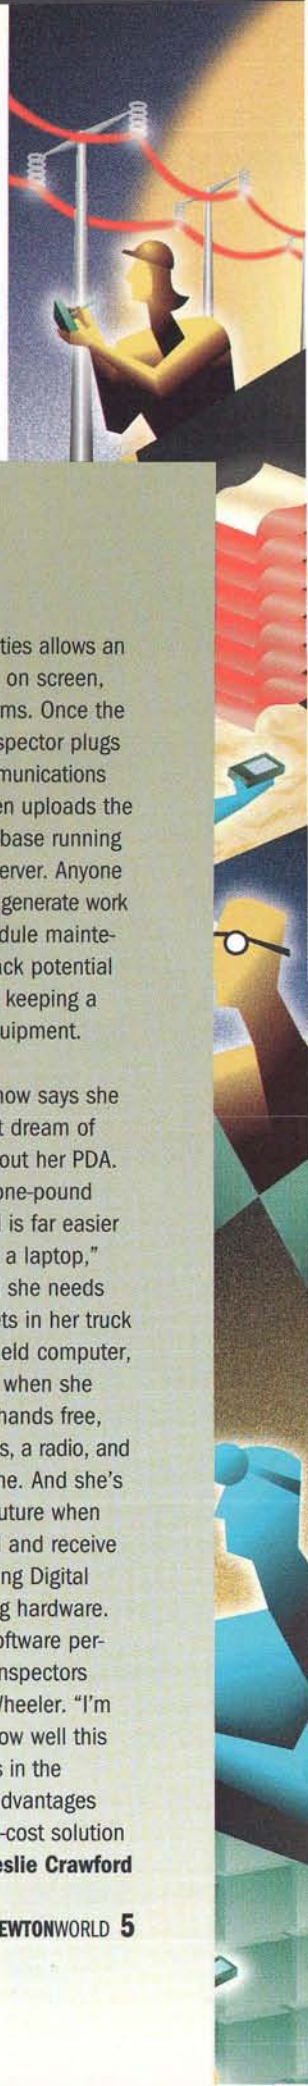 ties allows an
on screen,
ms. Once the
spector plugs
munications
en uploads the
base running
erver. Anyone
generate work
dule mainte-
ack potential
keeping a
uipment.
now says she
t dream of
out her PDA.
one-pound
is far easier
a laptop,”
she needs
ets in her truck
eld computer,
when she
hands free,
s, a radio, and
ne. And she’s
uture when
and receive
ng Digital
g hardware.
oftware per-
nspectors
Wheeler. “I’m
ow well this
s in the
dvantages
-cost solution
eslie Crawford
EWTONWORLD 5